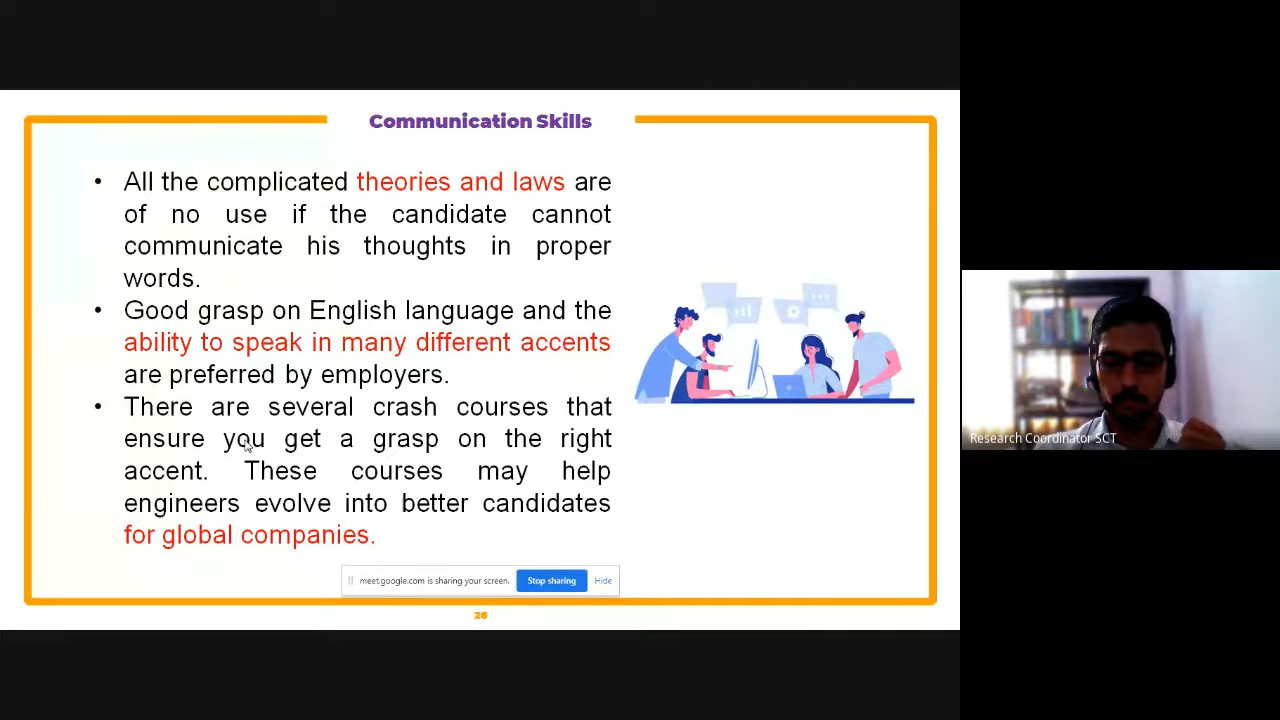 Communication Skills
• All the complicated theories and laws are
of no use if the candidate cannot
communicate his thoughts in proper
words.
• Good grasp on English language and the
ability to speak in many different accents
are preferred by employers.
• There are several crash courses that
ensure you get a grasp on the right
accent. These courses may help
engineers evolve into better candidates
for global companies.
Research Coordinator SCT
meet.google.com is sharing your screen. Stop sharing Hide
26